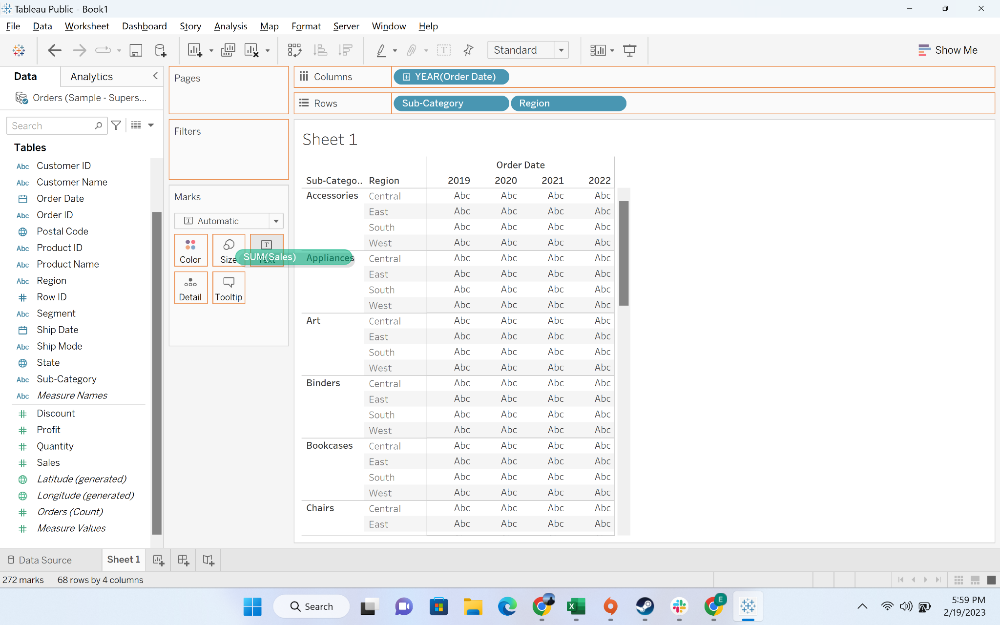 Tableau Public - Book1
File Data Worksheet Dashboard Story Analysis Map Format Server Window Help
Standard
Show Me
Data
Analytics
Orders (Sample - Supers...
Search
Tables
Abc Customer ID
Abc Customer Name
Order Date
Abc Order ID
Postal Code
Abc Product ID
Abc Product Name
Abc Region
Row ID
Abc Segment
Ship Date
Abc Ship Mode
State
Abc Sub-Category
Abc Measure Names
Discount
Profit
Quantity
Sales
Latitude (generated)
Longitude (generated)
Orders (Count)
Measure Values
Pages
Filters
Marks
Automatic
Color
Size
Text
SUM(Sales)
Detail
Tooltip
Columns
YEAR(Order Date)
Rows
Sub-Category
Region
Sheet 1
Order Date
Sub-Catego.. Region 2019 2020 2021 2022
Accessories Central Abc Abc Abc Abc
East Abc Abc Abc Abc
South Abc Abc Abc Abc
West Abc Abc Abc Abc
Appliances Central Abc Abc Abc Abc
East Abc Abc Abc Abc
South Abc Abc Abc Abc
West Abc Abc Abc Abc
Art Central Abc Abc Abc Abc
East Abc Abc Abc Abc
South Abc Abc Abc Abc
West Abc Abc Abc Abc
Binders Central Abc Abc Abc Abc
East Abc Abc Abc Abc
South Abc Abc Abc Abc
West Abc Abc Abc Abc
Bookcases Central Abc Abc Abc Abc
East Abc Abc Abc Abc
South Abc Abc Abc Abc
West Abc Abc Abc Abc
Chairs Central Abc Abc Abc Abc
East Abc Abc Abc Abc
Data Source
Sheet 1
272 marks 68 rows by 4 columns
Search
E
5:59 PM
2/19/2023